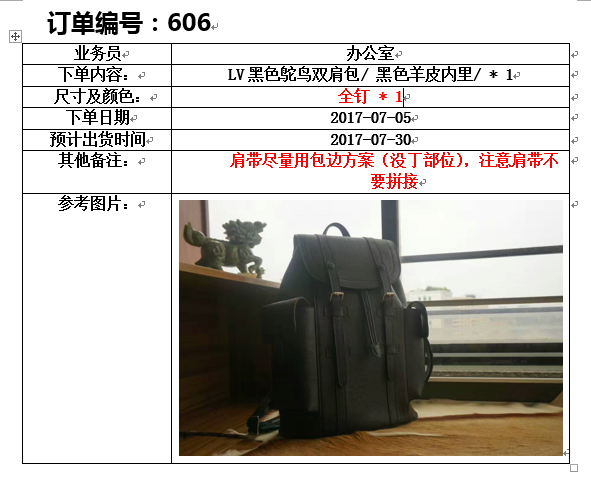 订单编号：606
业务员 办公室
下单内容： LV 黑色鸵鸟双肩包/ 黑色羊皮内里/ * 1
尺寸及颜色： 全钉 * 1
下单日期 2017-07-05
预计出货时间 2017-07-30
其他备注： 肩带尽量用包边方案（没丁部位），注意肩带不
要拼接
参考图片：